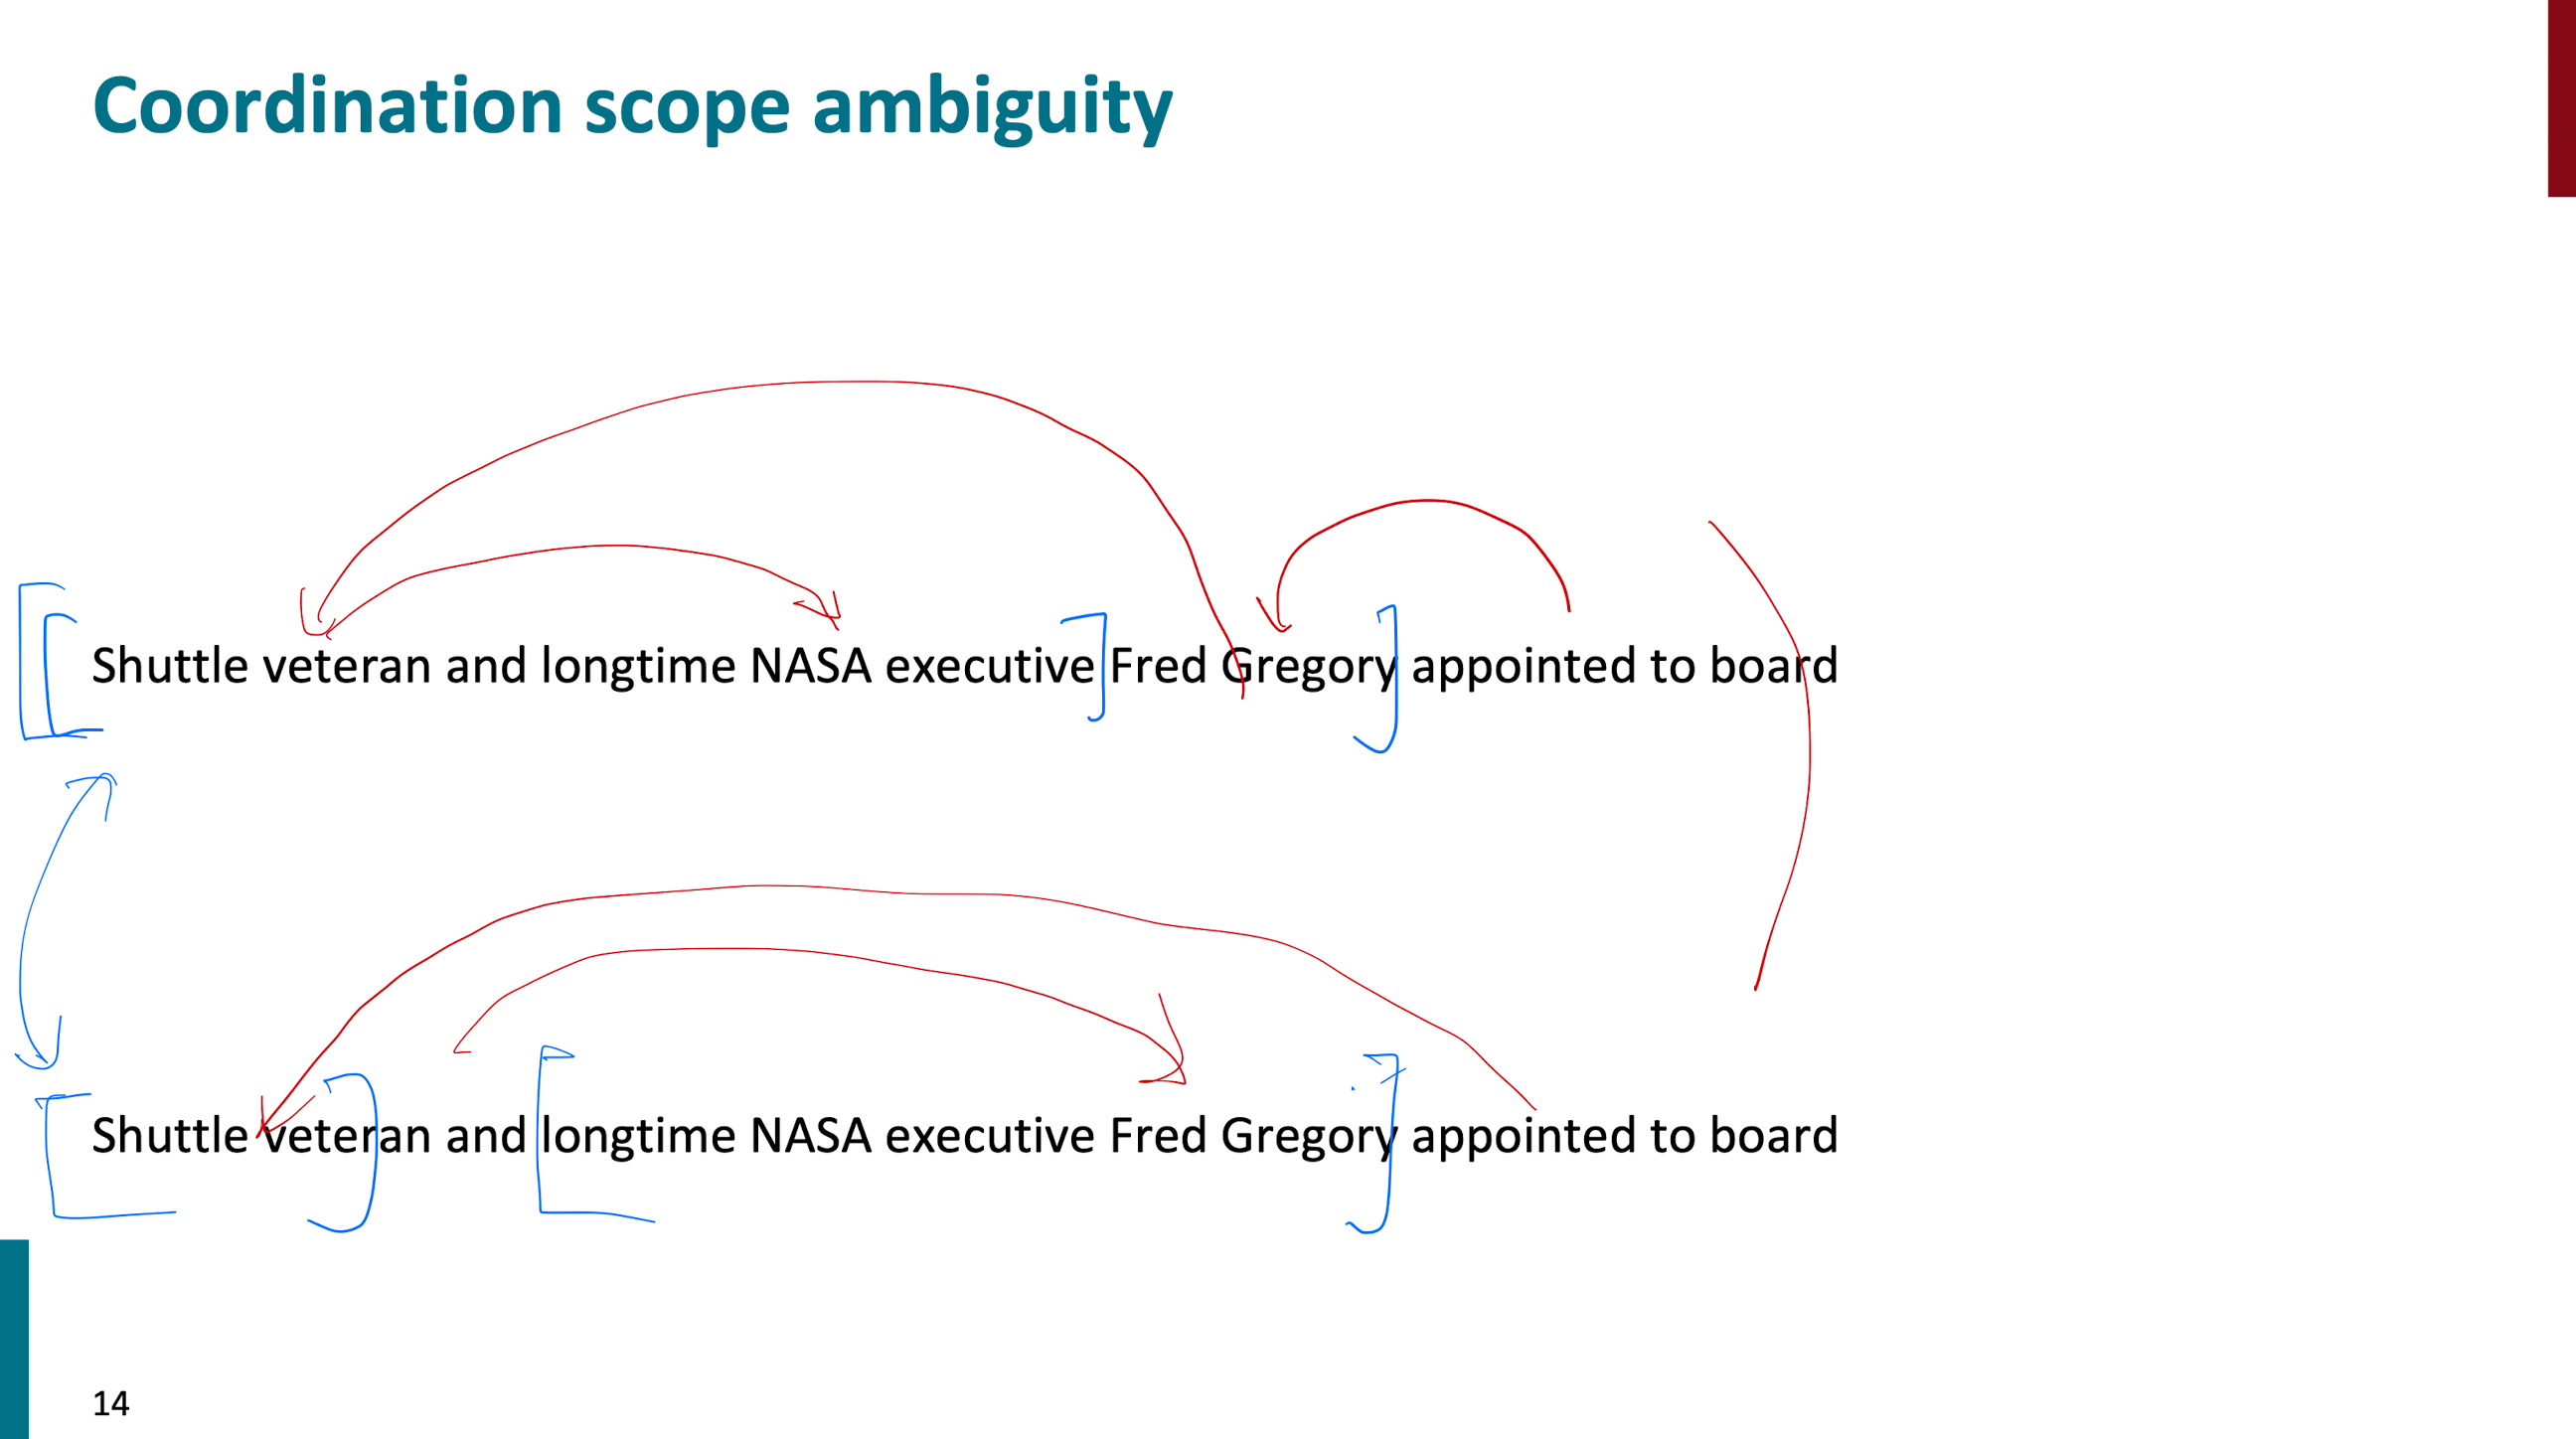 Coordination scope ambiguity
Shuttle veteran and longtime NASA executive Fred Gregory appointed to board
Shuttle veteran and longtime NASA executive Fred Gregory appointed to board
14